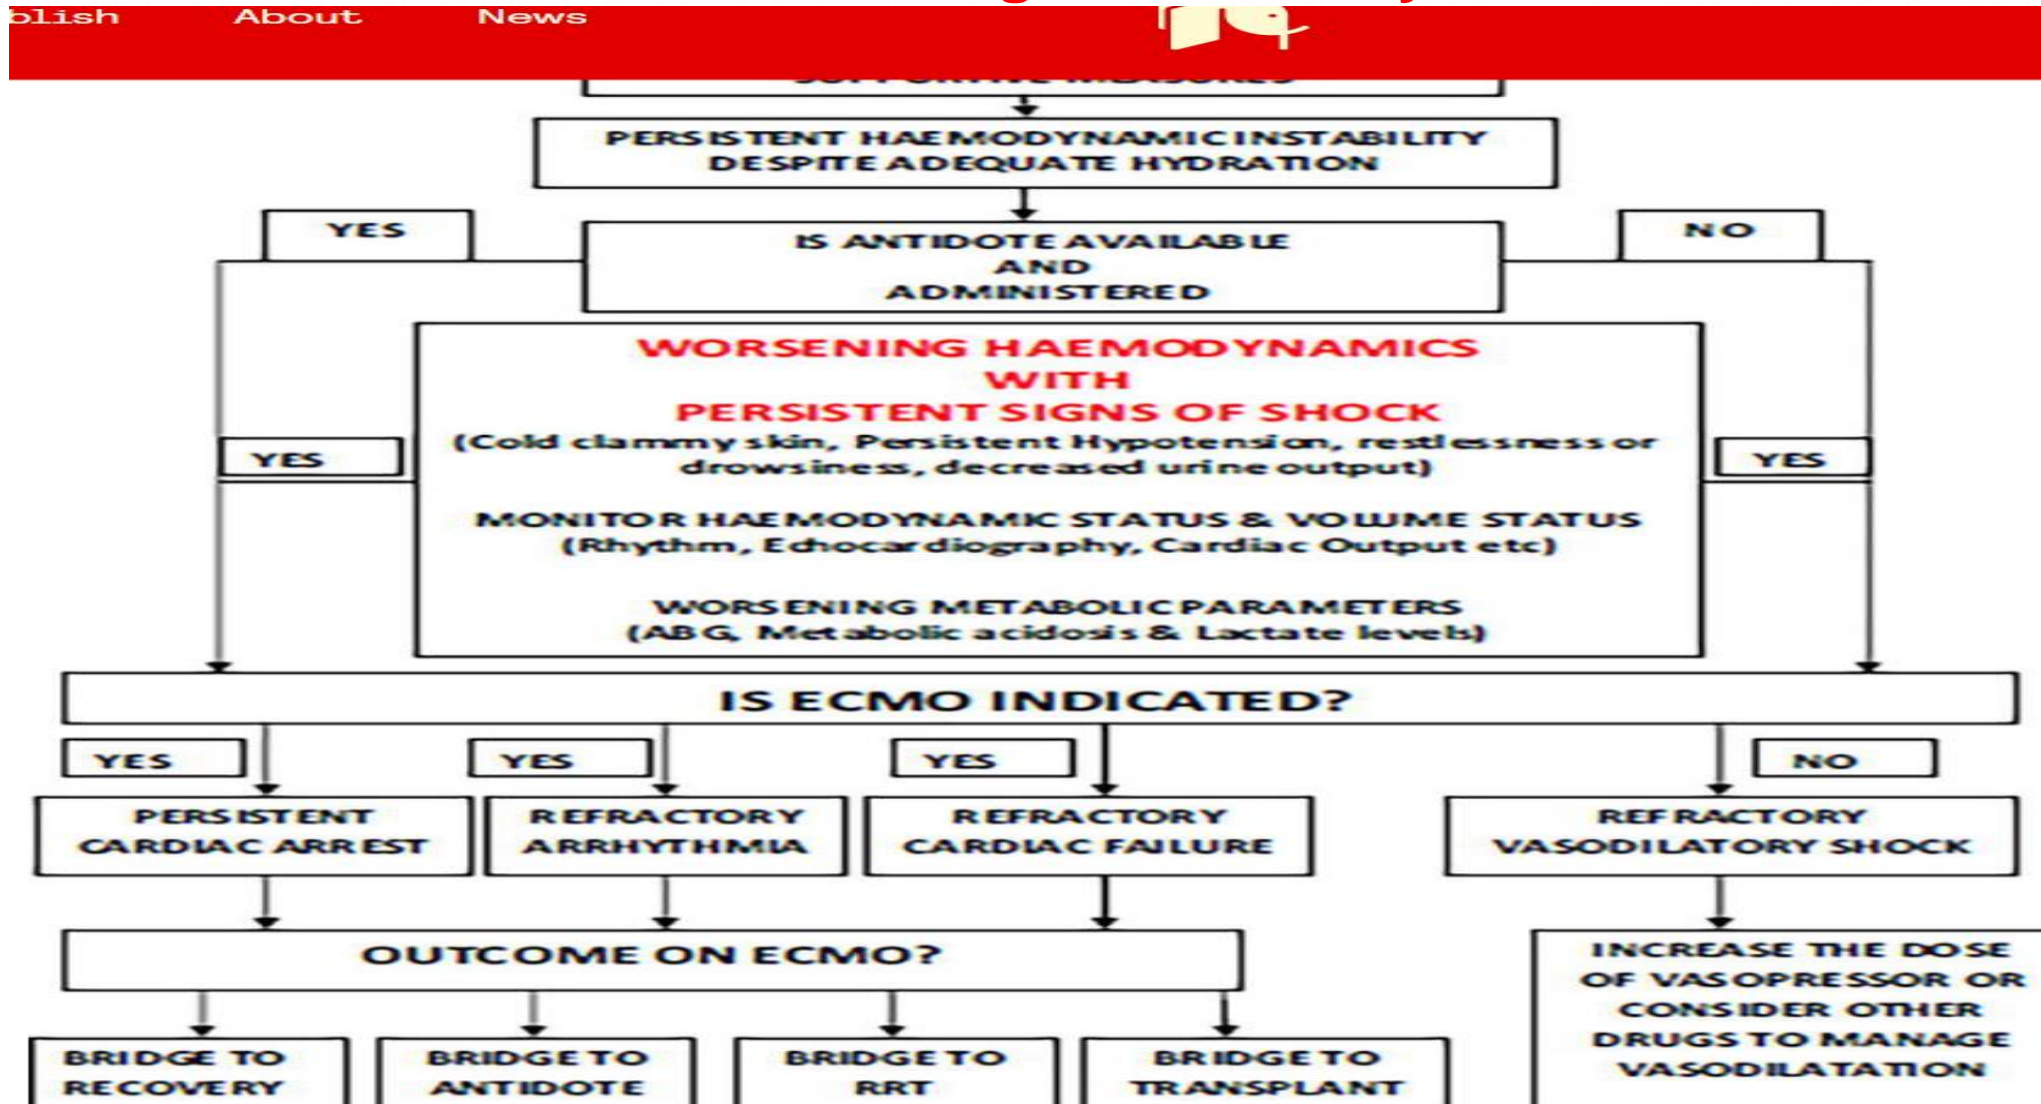 About
News
SUPPORTIVE MEASURES
PERSISTENT HAEMODYNAMIC INSTABILITY
DESPITE ADEQUATE HYDRATION
YES
IS ANTIDOTE AVAILABLE
AND
ADMINISTERED
NO
WORSENING HAEMODYNAMICS
WITH
PERSISTENT SIGNS OF SHOCK
(Cold clammy skin, Persistent Hypotension, restlessness or
drowsiness, decreased urine output)
YES
YES
MONITOR HAEMODYNAMIC STATUS & VOLUME STATUS
(Rhythm, Echocardiography, Cardiac Output etc)
WORSENING METABOLIC PARAMETERS
(ABG, Metabolic acidosis & Lactate levels)
IS ECMO INDICATED?
YES
YES
YES
NO
PERSISTENT
CARDIAC ARREST
REFRACTORY
ARRHYTHMIA
REFRACTORY
CARDIAC FAILURE
REFRACTORY
VASODILATORY SHOCK
OUTCOME ON ECMO?
INCREASE THE DOSE
OF VASOPRESSOR OR
CONSIDER OTHER
DRUGS TO MANAGE
VASODILATATION
BRIDGE TO
RECOVERY
BRIDGE TO
ANTIDOTE
BRIDGE TO
RRT
BRIDGE TO
TRANSPLANT